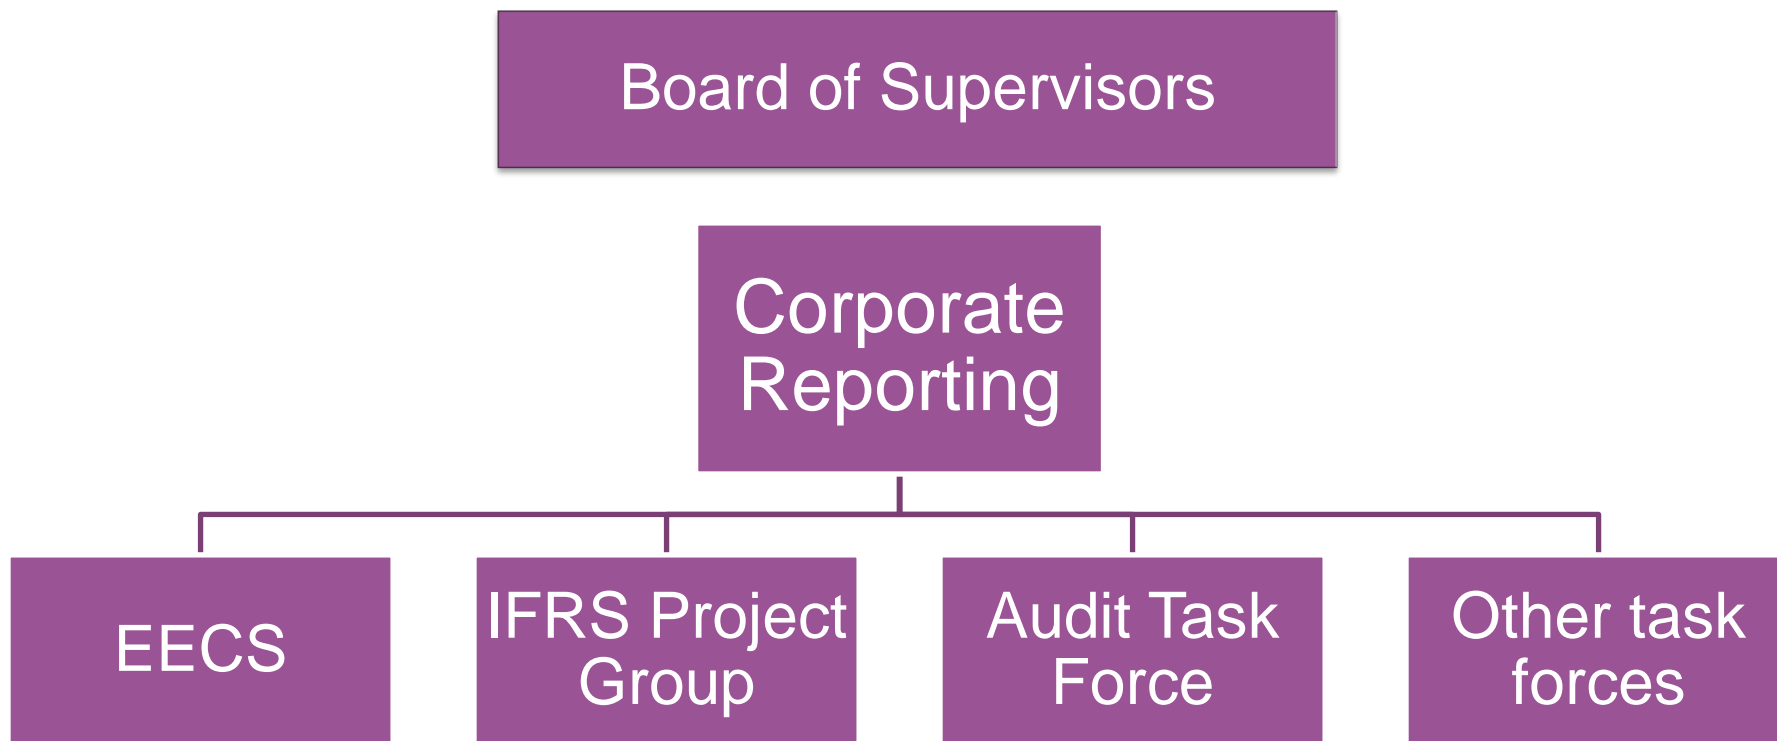 Board of Supervisors
Corporate
Reporting
EECS
IFRS Project
Group
Audit Task
Force
Other task
forces